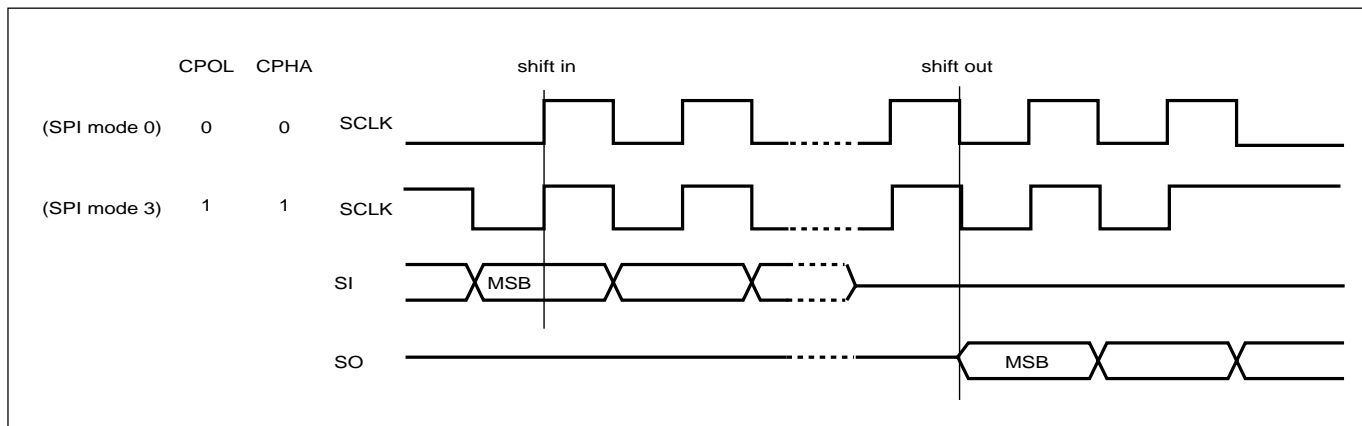 CPOL CPHA shift in shift out
(SPI mode 0) 0 0 SCLK
(SPI mode 3) 1 1 SCLK
SI MSB
SO MSB